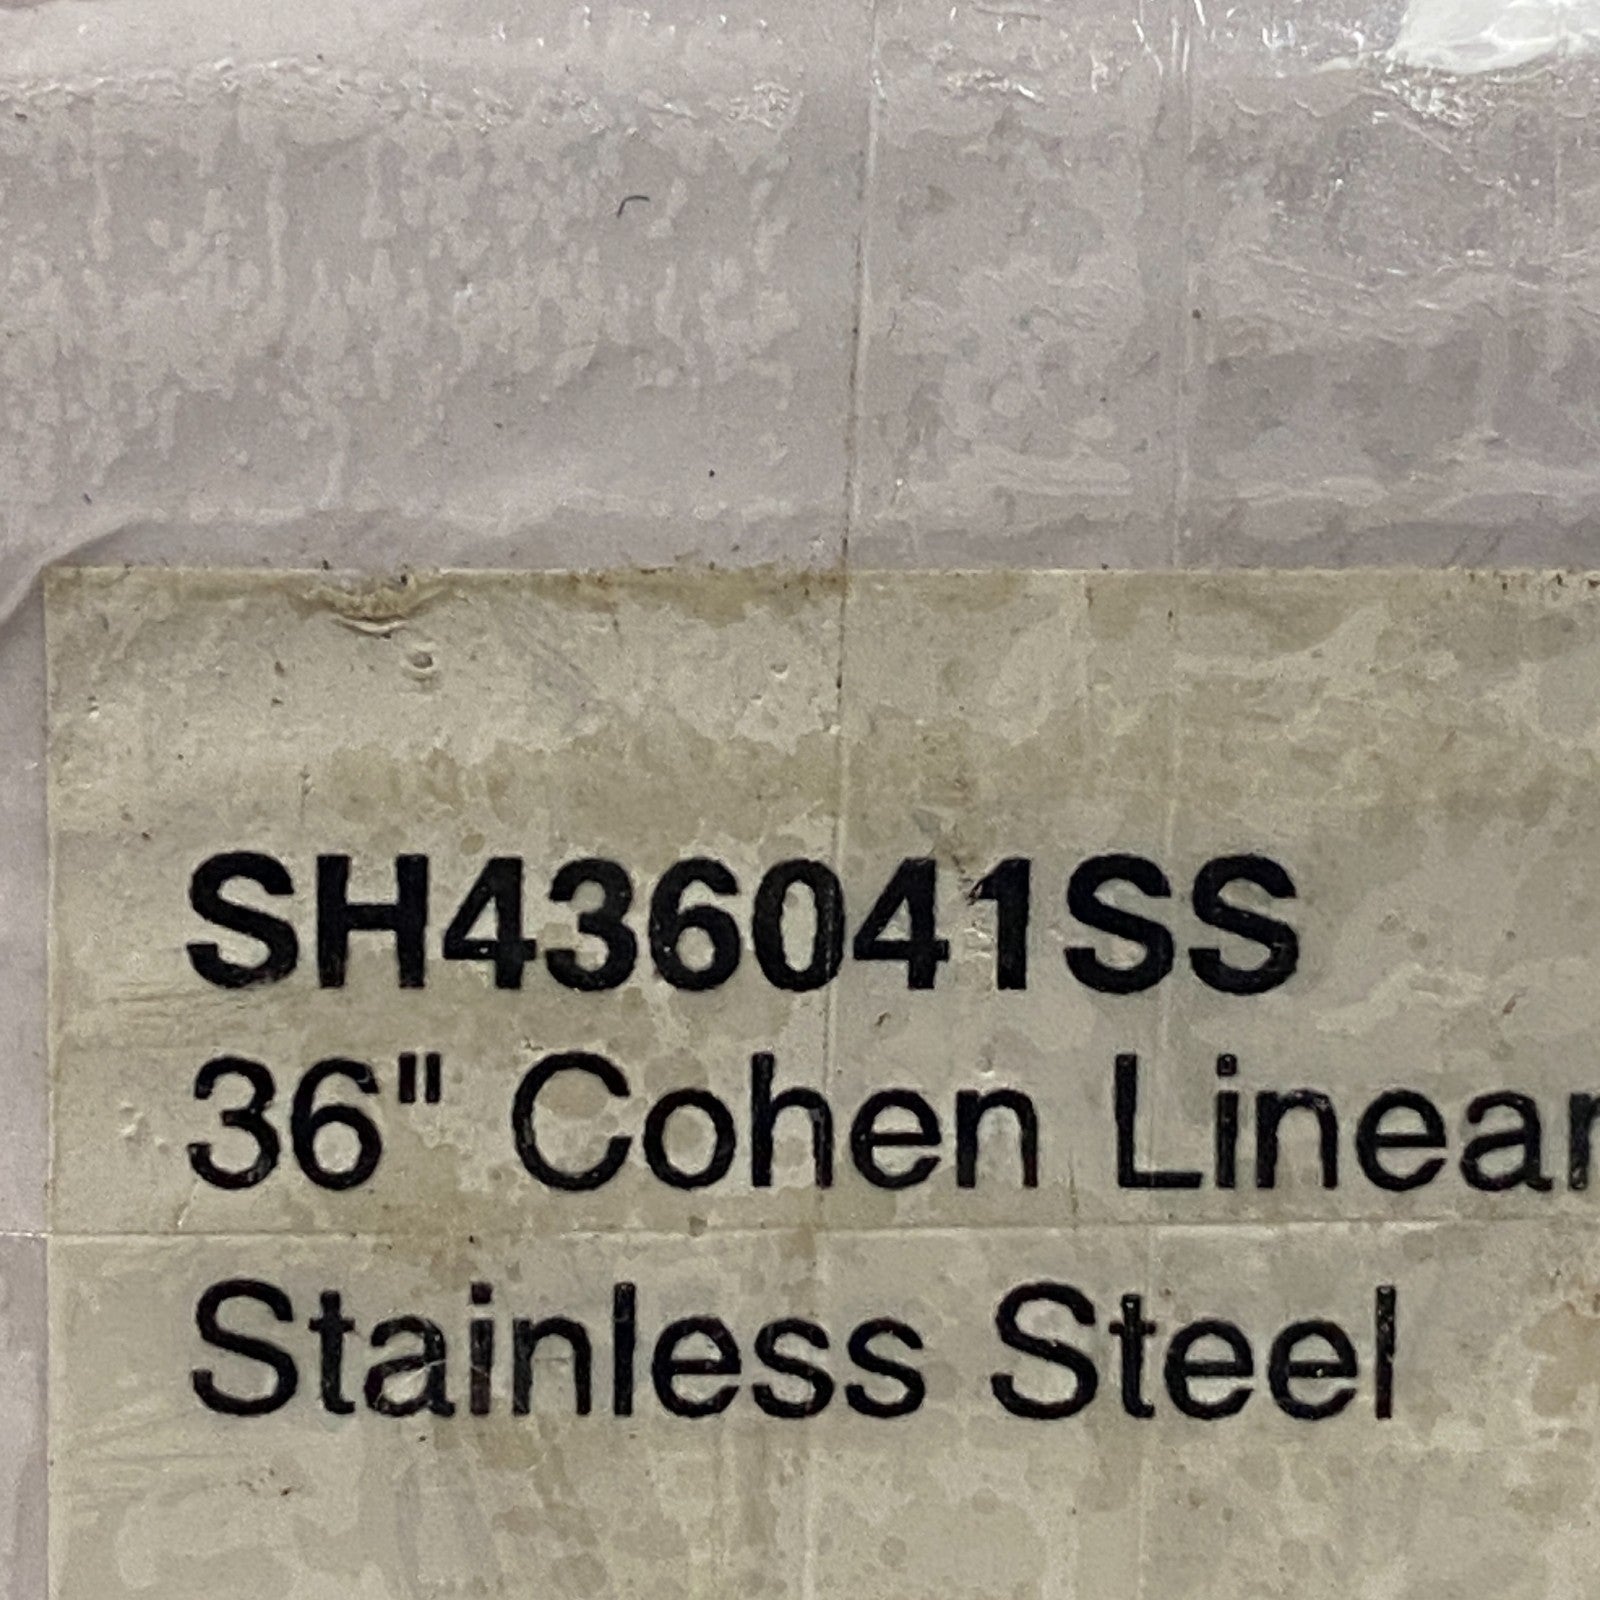 SH436041SS
36" Cohen Linear
Stainless Steel